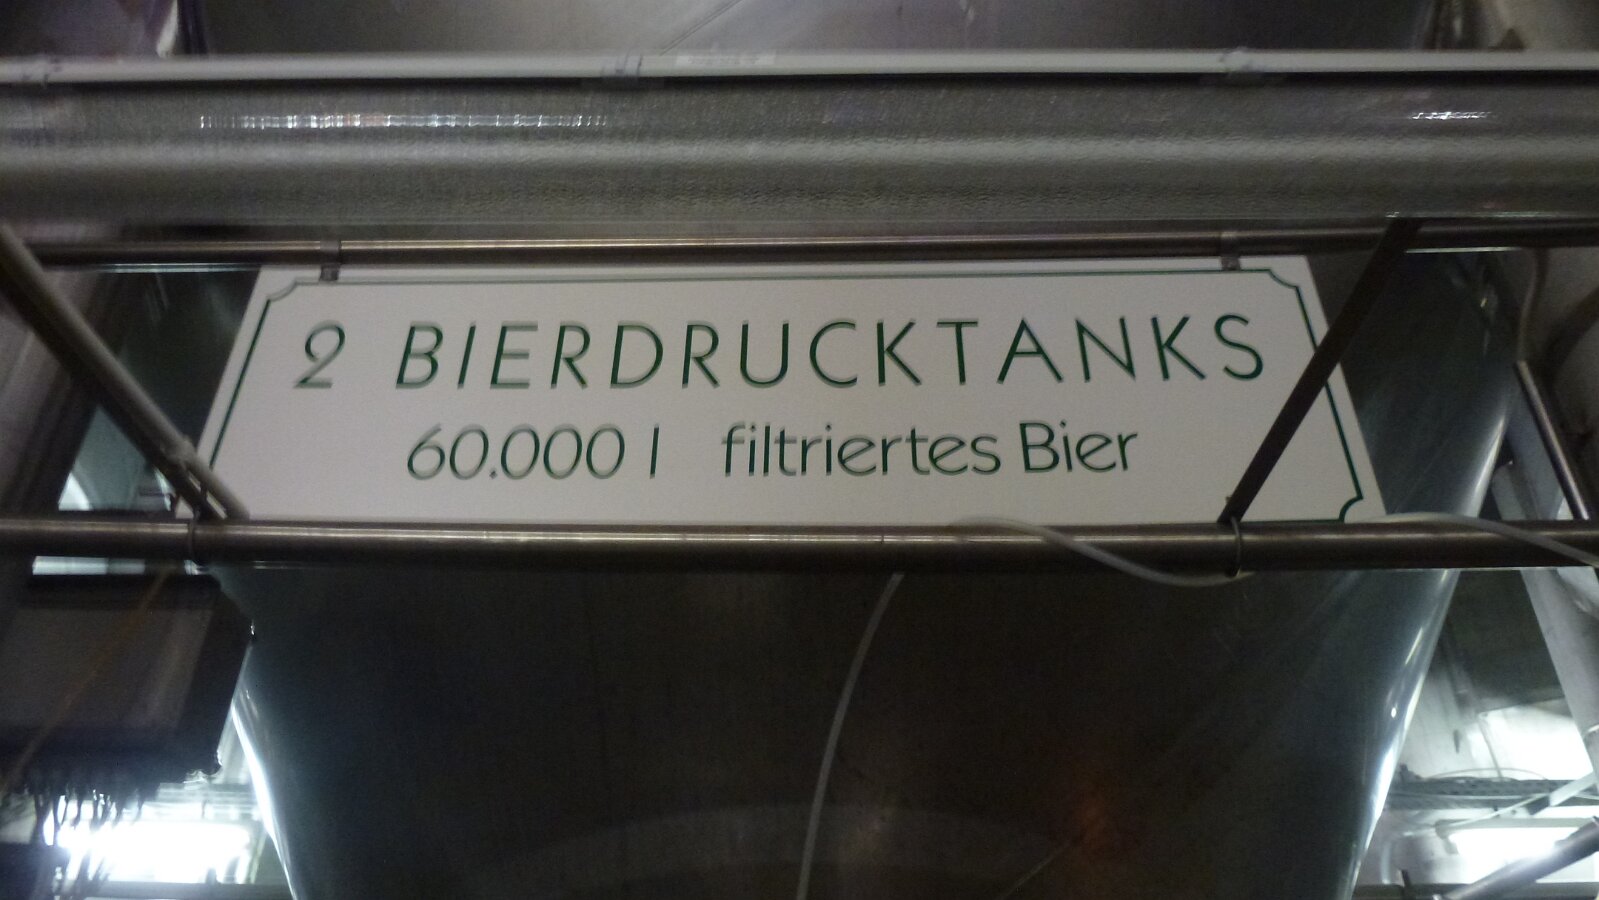 2 BIERDRUCKTANKS
60.000 l filtriertes Bier